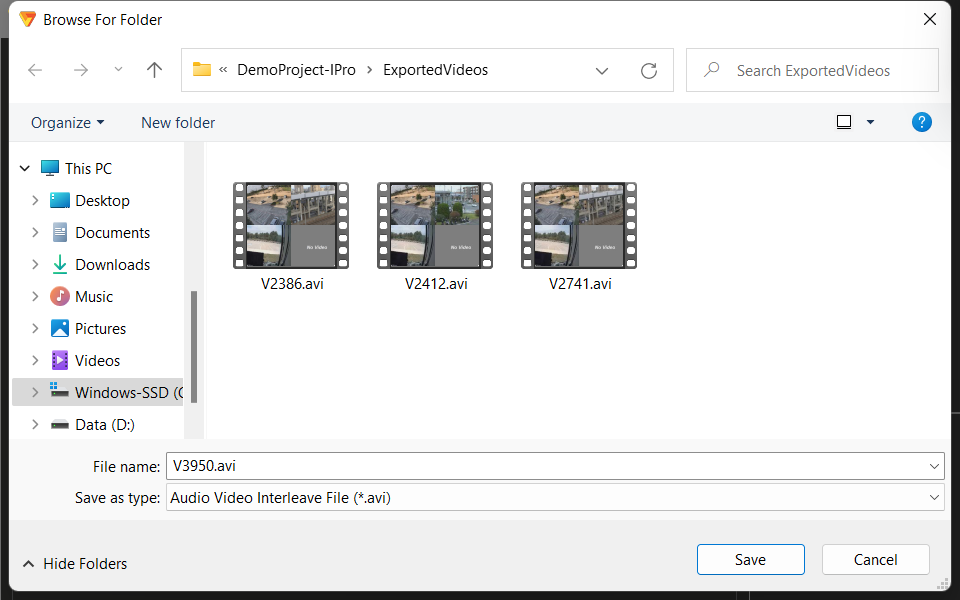 Browse For Folder
« DemoProject-IPro › ExportedVideos
Search ExportedVideos
Organize
New folder
?
This PC
Desktop
Documents
Downloads
Music
Pictures
Videos
Windows-SSD (C
Data (D:)
No Video
No Video
No Video
V2386.avi
V2412.avi
V2741.avi
File name: V3950.avi
Save as type: Audio Video Interleave File (*.avi)
Hide Folders
Save
Cancel